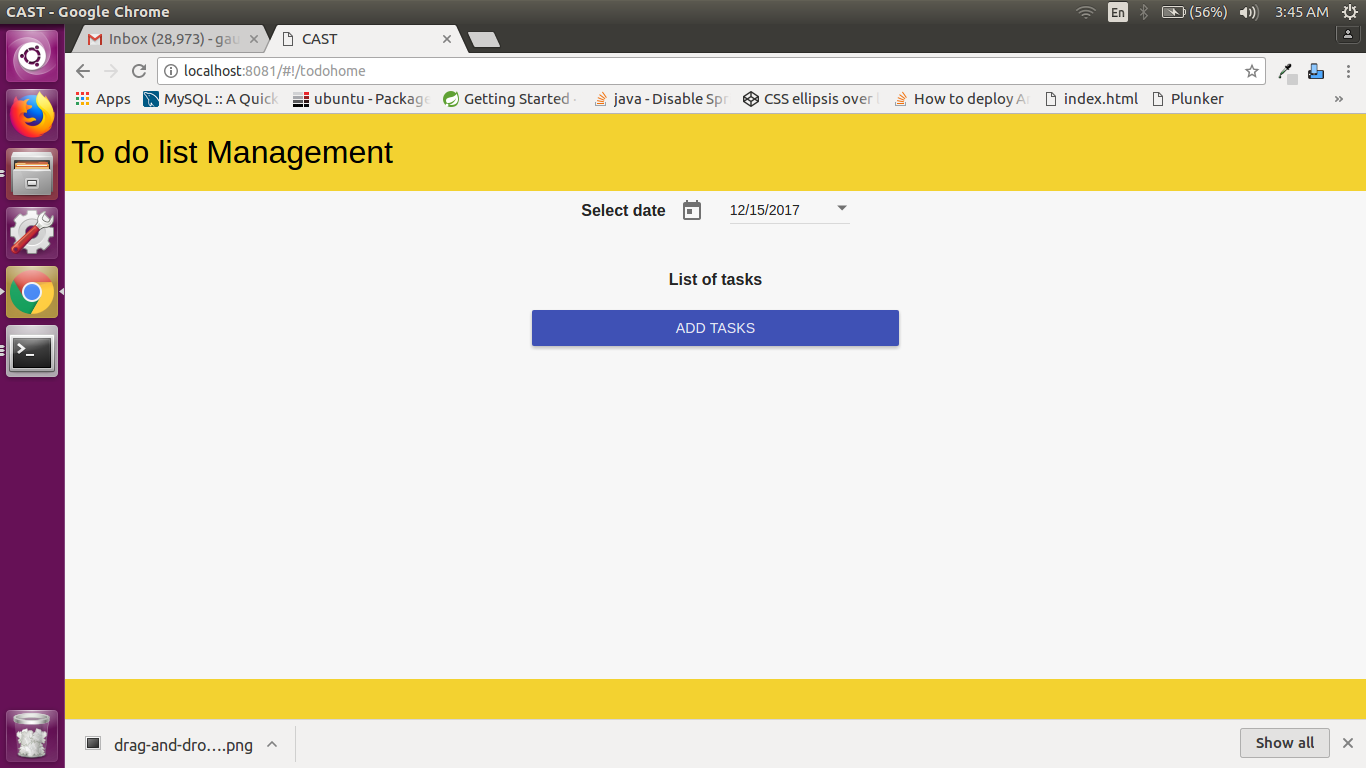 CAST - Google Chrome
En
(56%)
3:45 AM
Inbox (28,973) - gau
CAST
localhost:8081/#!/todohome
Apps
MySQL :: A Quick
ubuntu - Package
Getting Started -
java - Disable Spr
CSS ellipsis over
How to deploy
index.html
Plunker
»
To do list Management
Select date
12/15/2017
List of tasks
ADD TASKS
drag-and-dro....png
Show all